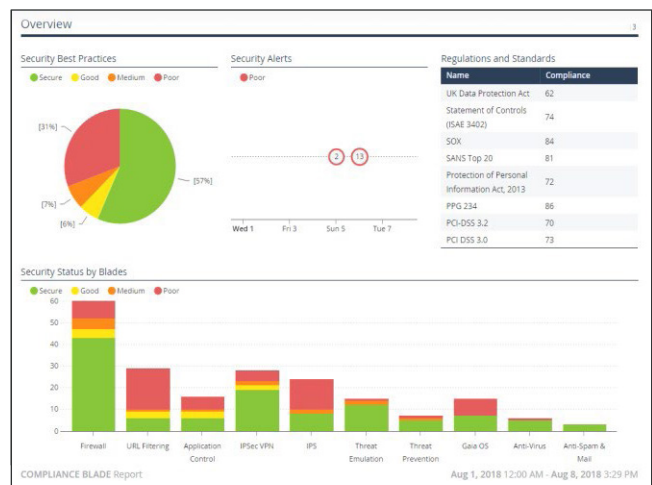 Overview
3
Security Best Practices
Secure Good Medium Poor
[31%]
[57%]
[7%]
[6%]
Security Alerts
Poor
2 13
Wed 1 Fri 3 Sun 5 Tue 7
Regulations and Standards
Name Compliance
UK Data Protection Act 62
Statement of Controls
(ISAE 3402) 74
SOX 84
SANS Top 20 81
Protection of Personal
Information Act, 2013 72
PPG 234 86
PCI-DSS 3.2 70
PCI DSS 3.0 73
Security Status by Blades
Secure Good Medium Poor
60
50
40
30
20
10
0
Firewall URL Filtering Application IPSec VPN IPS Threat Threat Gaia OS Anti-Virus Anti-Spam &
Control Emulation Prevention Mail
COMPLIANCE BLADE Report Aug 1, 2018 12:00 AM - Aug 8, 2018 3:29 PM